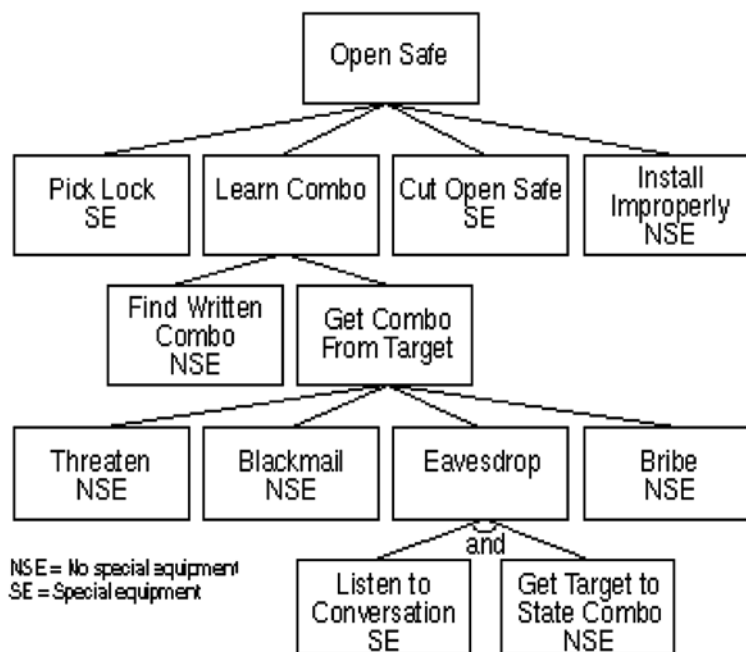 Open Safe
Pick Lock
SE
Learn Combo
Cut Open Safe
SE
Install
Improperly
NSE
Find Written
Combo
NSE
Get Combo
From Target
Threaten
NSE
Blackmail
NSE
Eavesdrop
Bribe
NSE
and
NSE = No special equipment
SE = Special equipment
Listen to
Conversation
SE
Get Target to
State Combo
NSE